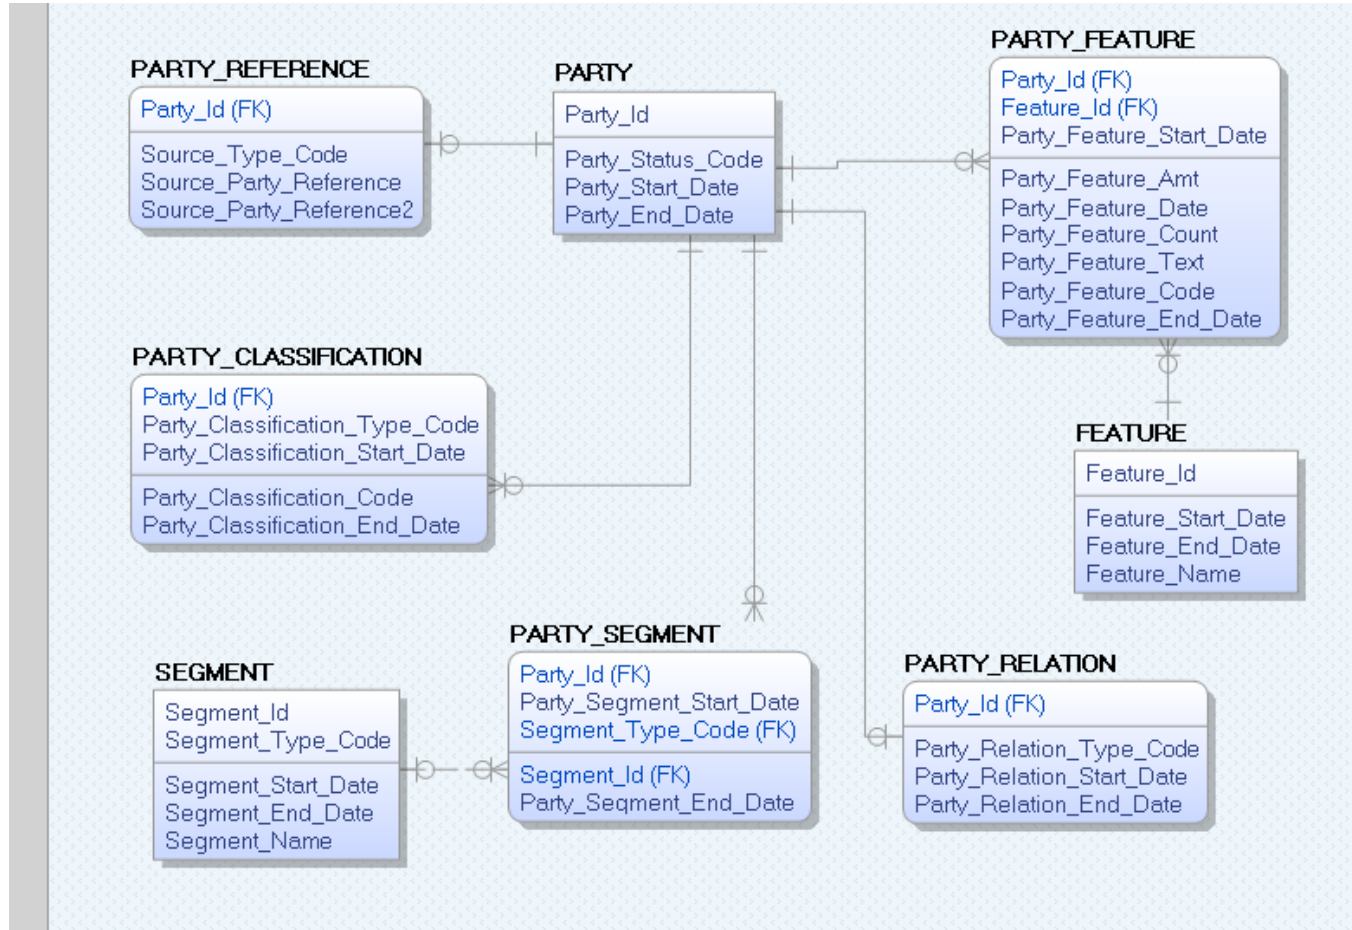 PARTY_REFERENCE
Party_Id (FK)
Source_Type_Code
Source_Party_Reference
Source_Party_Reference2
PARTY
Party_Id
Party_Status_Code
Party_Start_Date
Party_End_Date
PARTY_FEATURE
Party_Id (FK)
Feature_Id (FK)
Party_Feature_Start_Date
Party_Feature_Amt
Party_Feature_Date
Party_Feature_Count
Party_Feature_Text
Party_Feature_Code
Party_Feature_End_Date
PARTY_CLASSIFICATION
Party_Id (FK)
Party_Classification_Type_Code
Party_Classification_Start_Date
Party_Classification_Code
Party_Classification_End_Date
FEATURE
Feature_Id
Feature_Start_Date
Feature_End_Date
Feature_Name
SEGMENT
Segment_Id
Segment_Type_Code
Segment_Start_Date
Segment_End_Date
Segment_Name
PARTY_SEGMENT
Party_Id (FK)
Party_Segment_Start_Date
Segment_Type_Code (FK)
Segment_Id (FK)
Party_Seqment_End_Date
PARTY_RELATION
Party_Id (FK)
Party_Relation_Type_Code
Party_Relation_Start_Date
Party_Relation_End_Date